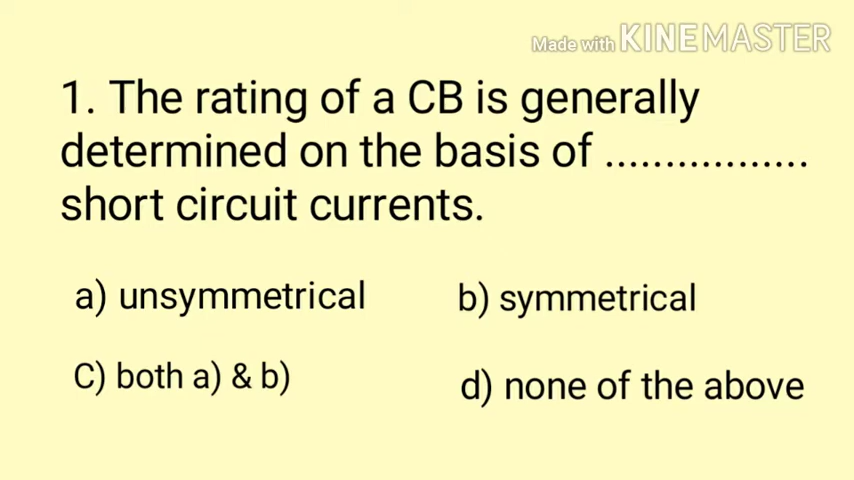 Made with KINEMASTER
1. The rating of a CB is generally
determined on the basis of .................
short circuit currents.
a) unsymmetrical
b) symmetrical
C) both a) & b)
d) none of the above